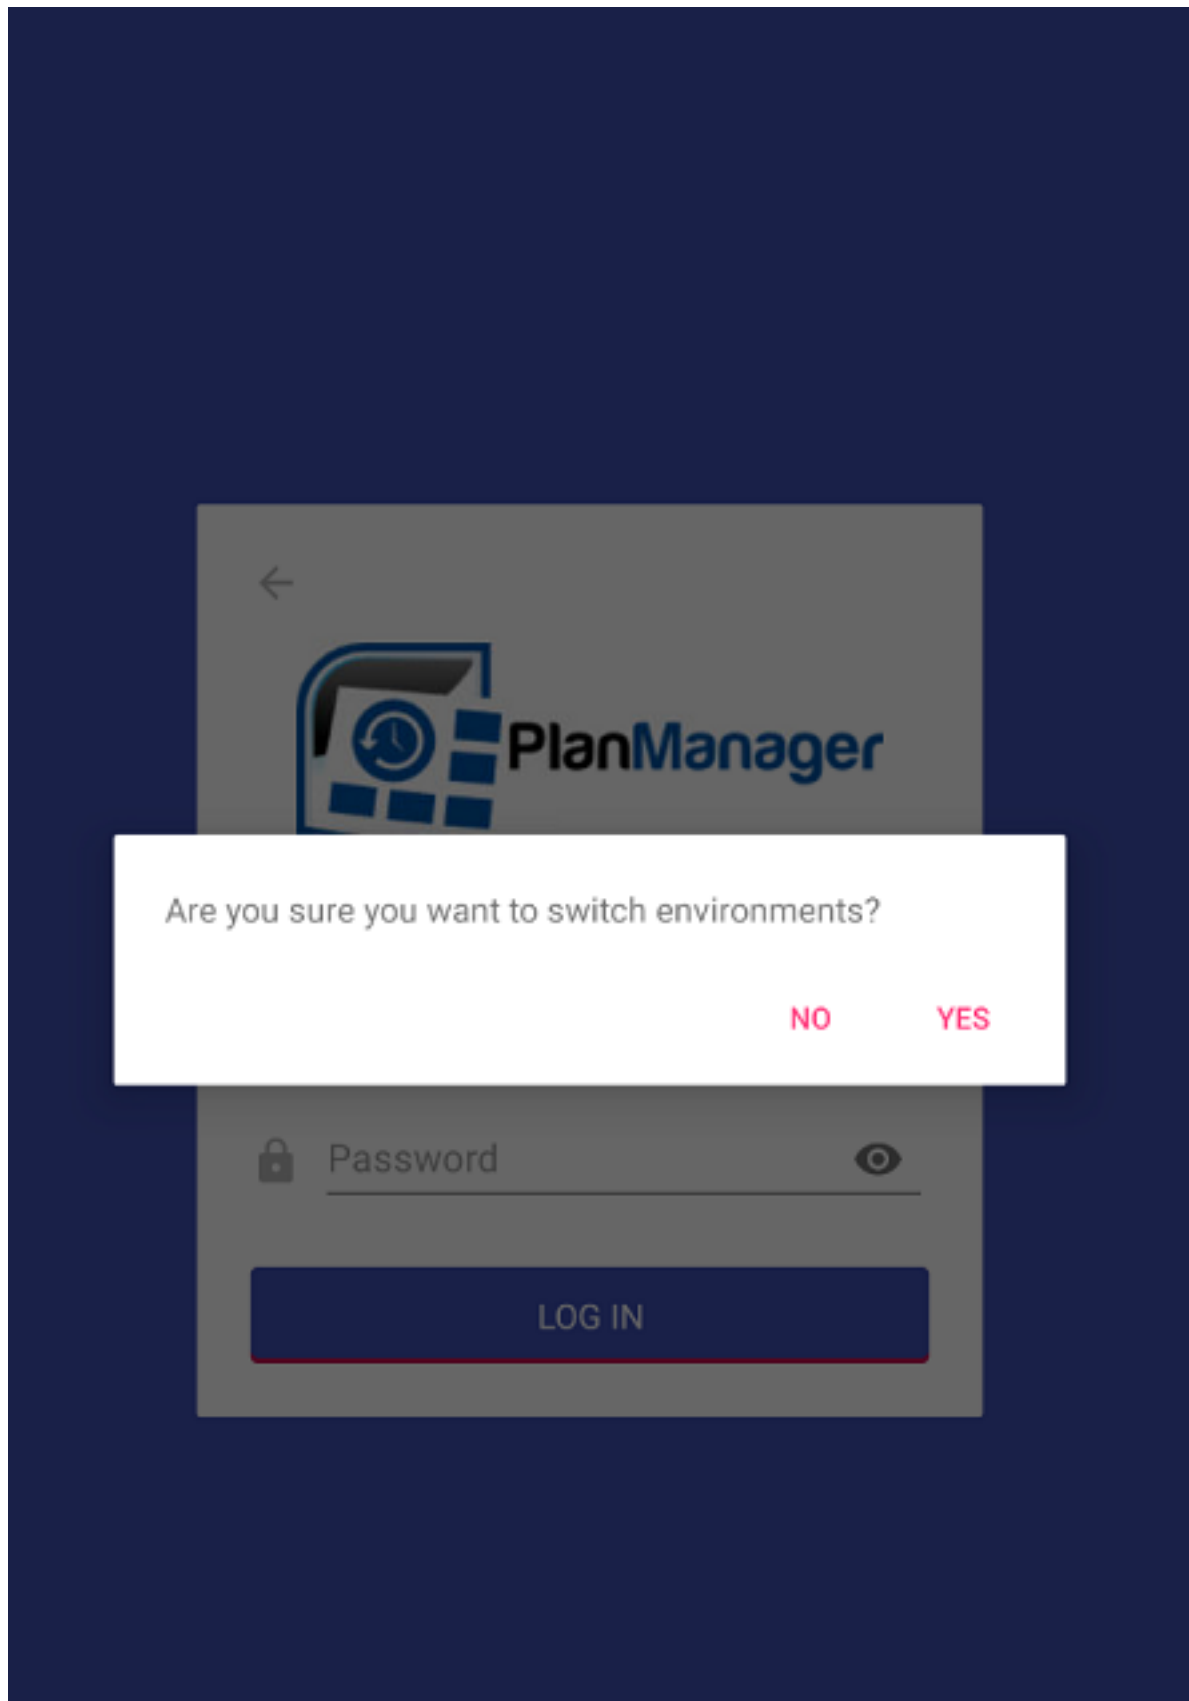 PlanManager
Are you sure you want to switch environments?
NO YES
Password
LOG IN